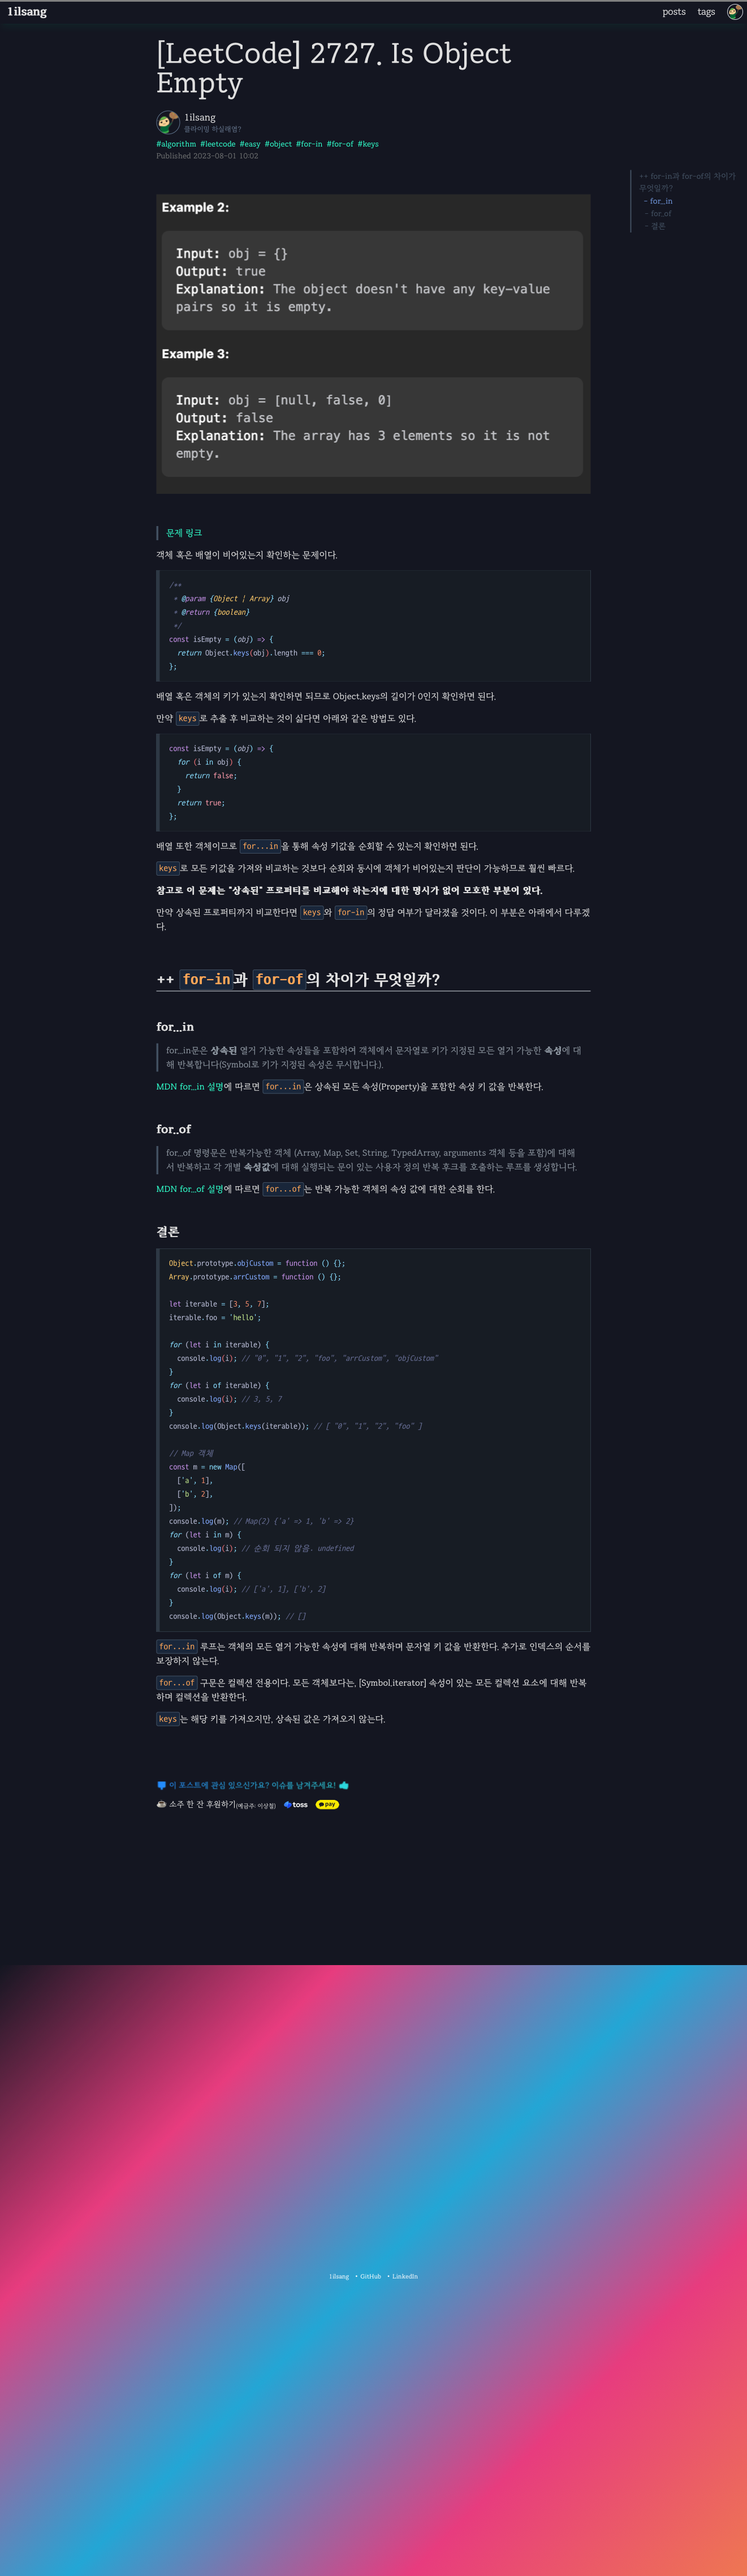 1ilsang
posts tags
[LeetCode] 2727. Is Object
Empty
1ilsang
클라이밍 하실래염?
#algorithm #leetcode #easy #object #for-in #for-of #keys
Published 2023-08-01 10:02
++ for-in과 for-of의 차이가
무엇일까?
- for...in
- for..of
- 결론
Example 2:
Input: obj = {}
Output: true
Explanation: The object doesn't have any key-value
pairs so it is empty.
Example 3:
Input: obj = [null, false, 0]
Output: false
Explanation: The array has 3 elements so it is not
empty.
문제 링크
객체 혹은 배열이 비어있는지 확인하는 문제이다.
/**
 * @param {Object | Array} obj
 * @return {boolean}
 */
const isEmpty = (obj) => {
  return Object.keys(obj).length === 0;
};
배열 혹은 객체의 키가 있는지 확인하면 되므로 Object.keys의 길이가 0인지 확인하면 된다.
만약 keys로 추출 후 비교하는 것이 싫다면 아래와 같은 방법도 있다.
const isEmpty = (obj) => {
  for (i in obj) {
    return false;
  }
  return true;
};
배열 또한 객체이므로 for...in을 통해 속성 키값을 순회할 수 있는지 확인하면 된다.
keys로 모든 키값을 가져와 비교하는 것보다 순회와 동시에 객체가 비어있는지 판단이 가능하므로 훨씬 빠르다.
참고로 이 문제는 "상속된" 프로퍼티를 비교해야 하는지에 대한 명시가 없어 모호한 부분이 있다.
만약 상속된 프로퍼티까지 비교한다면 keys와 for-in의 정답 여부가 달라졌을 것이다. 이 부분은 아래에서 다루겠
다.
++ for-in과 for-of의 차이가 무엇일까?
for...in
for...in문은 상속된 열거 가능한 속성들을 포함하여 객체에서 문자열로 키가 지정된 모든 열거 가능한 속성에 대
해 반복합니다(Symbol로 키가 지정된 속성은 무시합니다.).
MDN for...in 설명에 따르면 for...in은 상속된 모든 속성(Property)을 포함한 속성 키 값을 반복한다.
for..of
for...of 명령문은 반복가능한 객체 (Array, Map, Set, String, TypedArray, arguments 객체 등을 포함)에 대해
서 반복하고 각 개별 속성값에 대해 실행되는 문이 있는 사용자 정의 반복 후크를 호출하는 루프를 생성합니다.
MDN for...of 설명에 따르면 for...of는 반복 가능한 객체의 속성 값에 대한 순회를 한다.
결론
Object.prototype.objCustom = function () {};
Array.prototype.arrCustom = function () {};
let iterable = [3, 5, 7];
iterable.foo = 'hello';
for (let i in iterable) {
  console.log(i); // "0", "1", "2", "foo", "arrCustom", "objCustom"
}
for (let i of iterable) {
  console.log(i); // 3, 5, 7
}
console.log(Object.keys(iterable)); // [ "0", "1", "2", "foo" ]
// Map 객체
const m = new Map([
  ['a', 1],
  ['b', 2],
]);
console.log(m); // Map(2) {'a' => 1, 'b' => 2}
for (let i in m) {
  console.log(i); // 순회 되지 않음. undefined
}
for (let i of m) {
  console.log(i); // ['a', 1], ['b', 2]
}
console.log(Object.keys(m)); // []
for...in 루프는 객체의 모든 열거 가능한 속성에 대해 반복하며 문자열 키 값을 반환한다. 추가로 인덱스의 순서를
보장하지 않는다.
for...of 구문은 컬렉션 전용이다. 모든 객체보다는, [Symbol.iterator] 속성이 있는 모든 컬렉션 요소에 대해 반복
하며 컬렉션을 반환한다.
keys는 해당 키를 가져오지만, 상속된 값은 가져오지 않는다.
이 포스트에 관심 있으신가요? 이슈를 남겨주세요!
소주 한 잔 후원하기(예금주: 이상철) toss pay
1ilsang • GitHub • LinkedIn